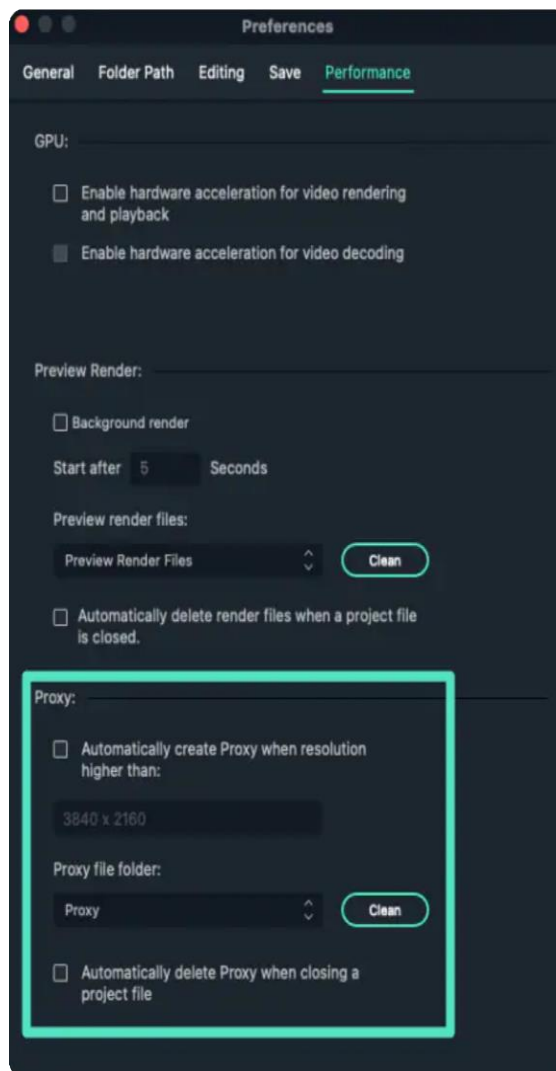 Preferences
General Folder Path Editing Save Performance
GPU:
Enable hardware acceleration for video rendering
and playback
Enable hardware acceleration for video decoding
Preview Render:
Background render
Start after 5 Seconds
Preview render files:
Preview Render Files Clean
Automatically delete render files when a project file
is closed.
Proxy:
Automatically create Proxy when resolution
higher than:
3840 x 2160
Proxy file folder:
Proxy Clean
Automatically delete Proxy when closing a
project file